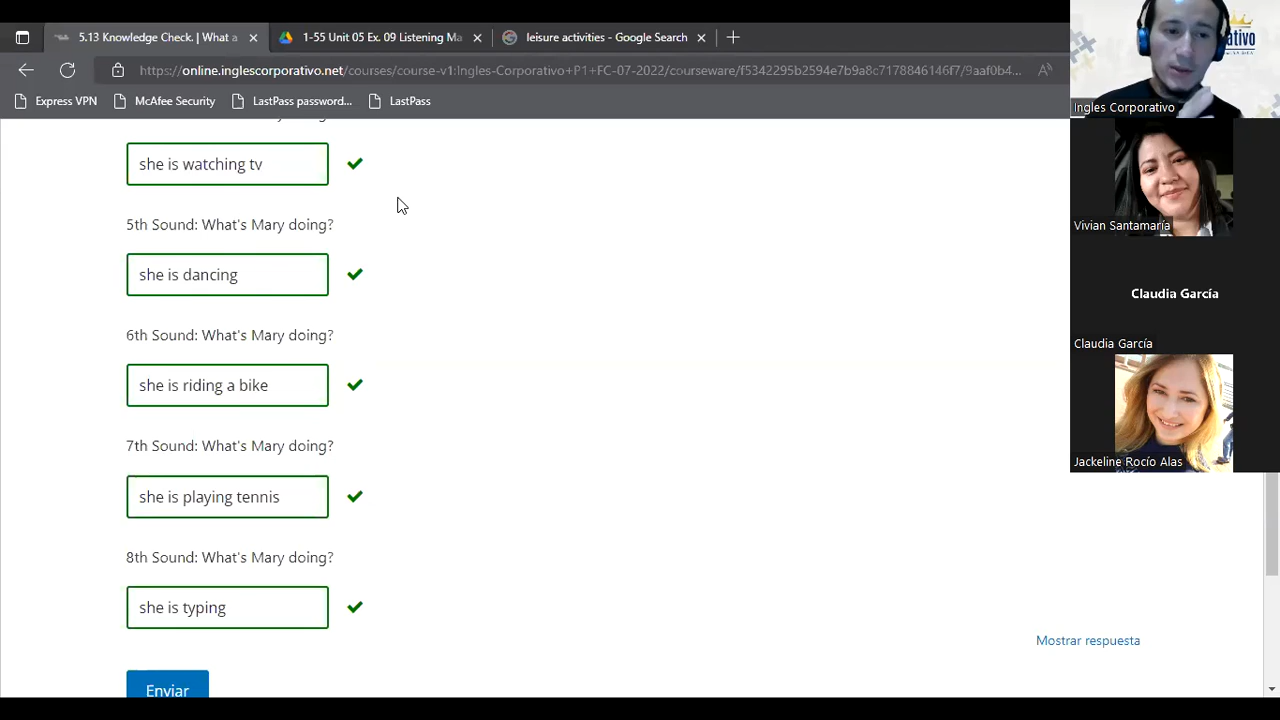 5.13 Knowledge Check. | What a
1-55 Unit 05 Ex. 09 Listening Ma
leisure activities - Google Search
https://online.inglescorporativo.net/courses/course-v1:Ingles-Corporativo+P1+FC-07-2022/courseware/f5342295b2594e7b9a8c7178846146f7/9aaf0b4...
Express VPN
McAfee Security
LastPass password...
LastPass
she is watching tv
5th Sound: What's Mary doing?
she is dancing
6th Sound: What's Mary doing?
she is riding a bike
7th Sound: What's Mary doing?
she is playing tennis
8th Sound: What's Mary doing?
she is typing
Mostrar respuesta
Enviar
Ingles Corporativo
Vivian Santamaría
Claudia García
Claudia García
Jackeline Rocío Alas